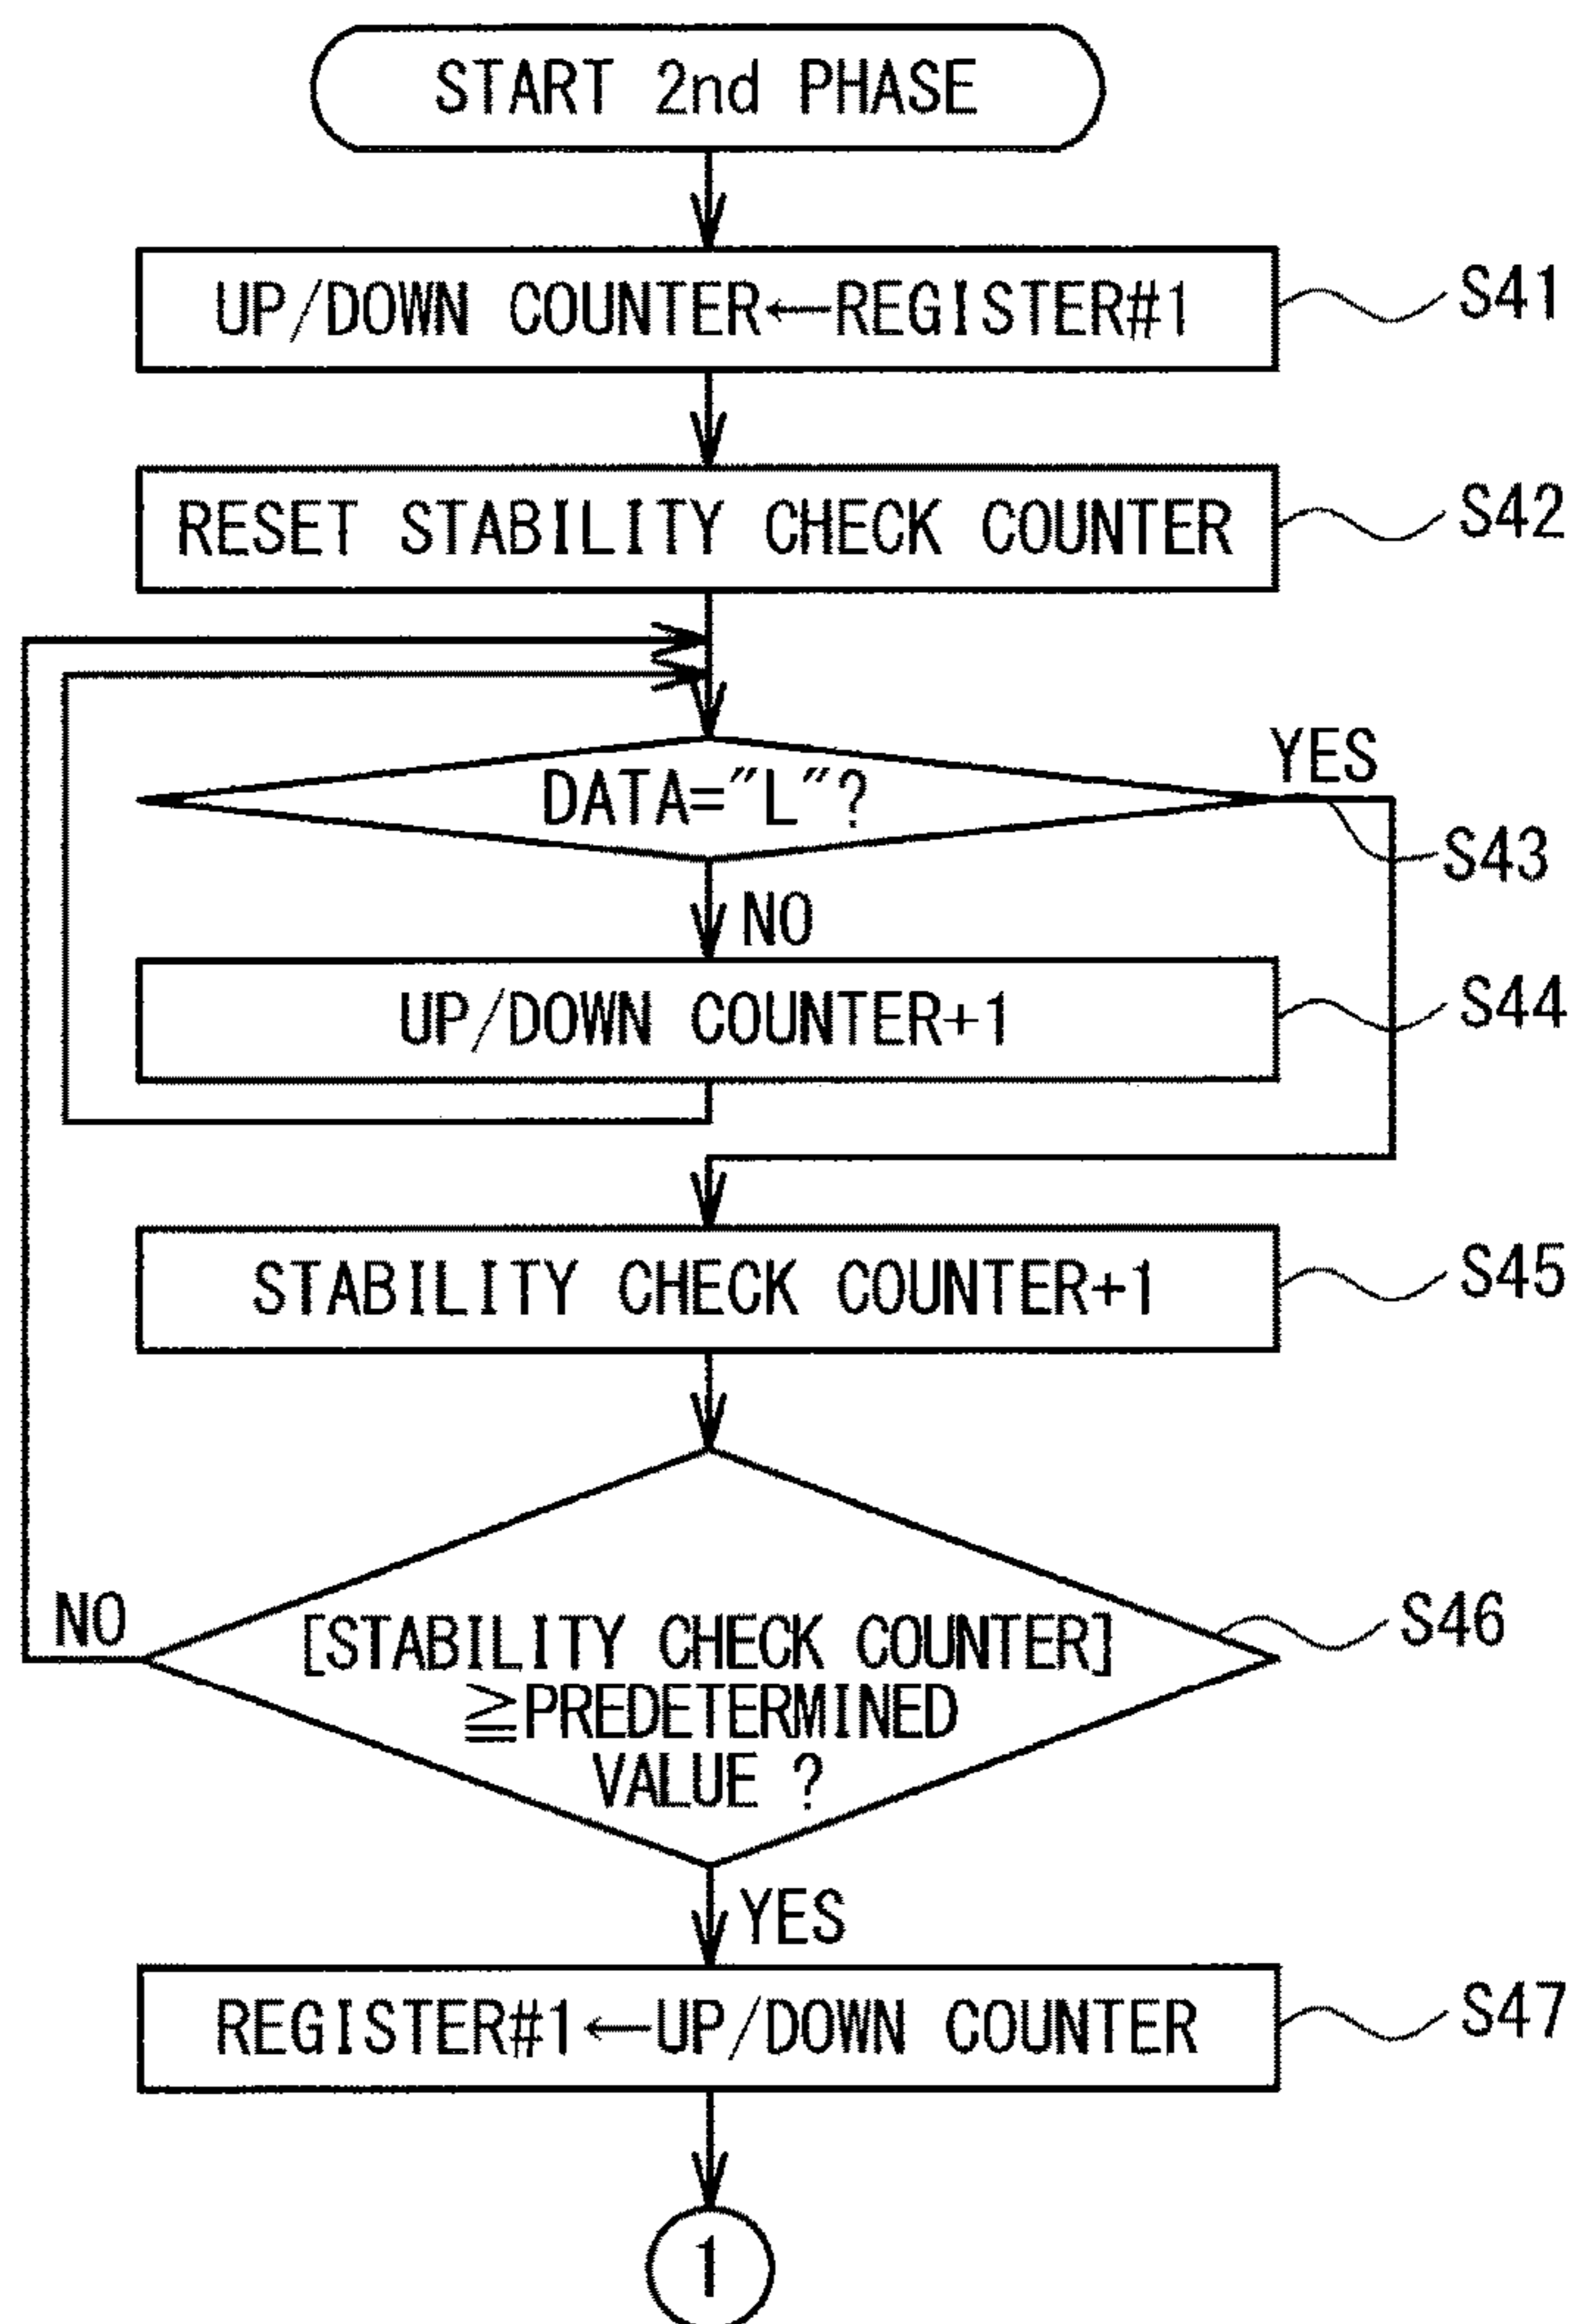 START 2nd PHASE
UP/DOWN COUNTER←REGISTER#1
S41
RESET STABILITY CHECK COUNTER
S42
DATA="L"?
YES
S43
NO
UP/DOWN COUNTER+1
S44
STABILITY CHECK COUNTER+1
S45
NO
[STABILITY CHECK COUNTER]
≧PREDETERMINED
VALUE ?
S46
YES
REGISTER#1←UP/DOWN COUNTER
S47
1